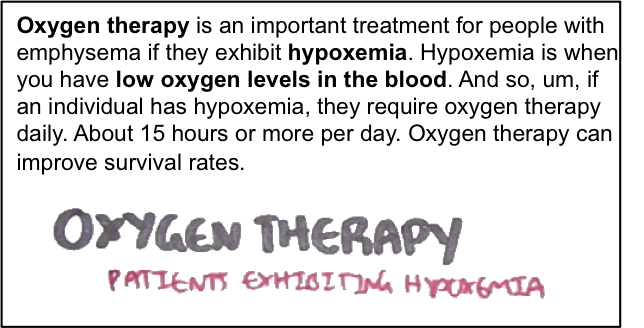 Oxygen therapy is an important treatment for people with
emphysema if they exhibit hypoxemia. Hypoxemia is when
you have low oxygen levels in the blood. And so, um, if
an individual has hypoxemia, they require oxygen therapy
daily. About 15 hours or more per day. Oxygen therapy can
improve survival rates.
OXYGEN THERAPY
PATIENTS EXHIBITING HYPOXEMIA